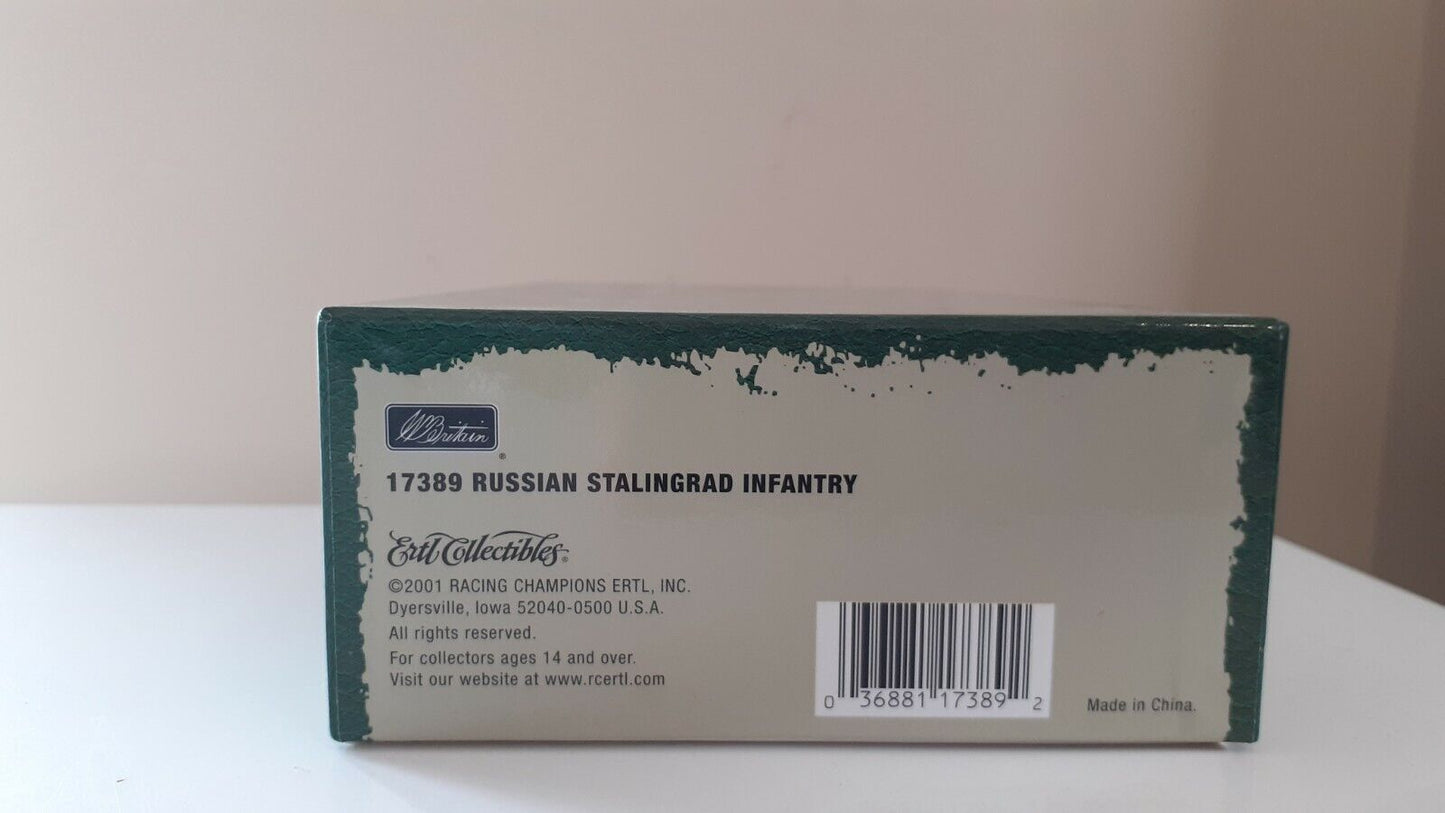 W Britain®
17389 RUSSIAN STALINGRAD INFANTRY
Ertl Collectibles®
©2001 RACING CHAMPIONS ERTL, INC.
Dyersville, Iowa 52040-0500 U.S.A.
All rights reserved.
For collectors ages 14 and over.
Visit our website at www.rcertl.com
0 36881 17389 2
Made in China.